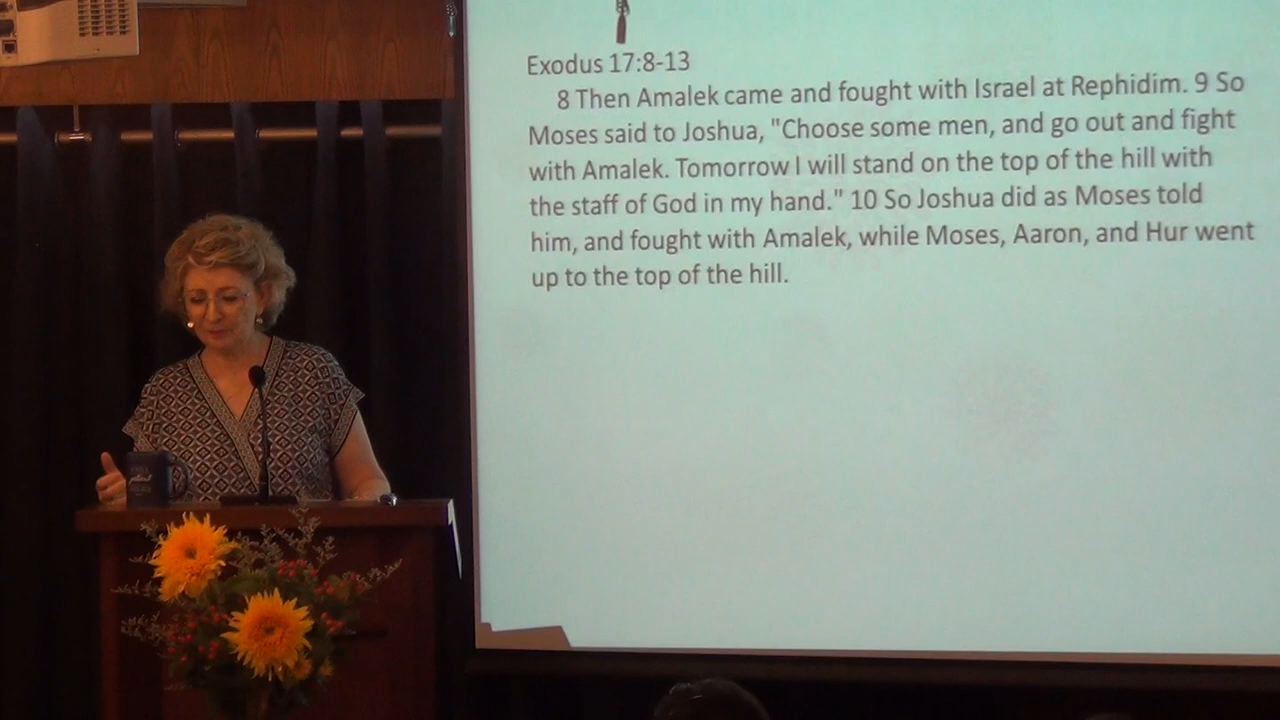 Exodus 17:8-13
8 Then Amalek came and fought with Israel at Rephidim. 9 So
Moses said to Joshua, "Choose some men, and go out and fight
with Amalek. Tomorrow I will stand on the top of the hill with
the staff of God in my hand." 10 So Joshua did as Moses told
him, and fought with Amalek, while Moses, Aaron, and Hur went
up to the top of the hill.